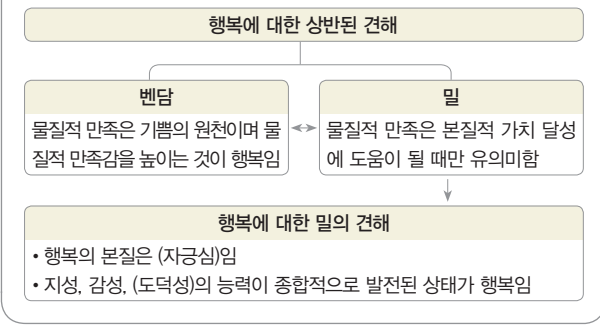 행복에 대한 상반된 견해
벤담
물질적 만족은 기쁨의 원천이며 물
질적 만족감을 높이는 것이 행복임
밀
물질적 만족은 본질적 가치 달성
에 도움이 될 때만 유의미함
행복에 대한 밀의 견해
• 행복의 본질은 (자긍심)임
• 지성, 감성, (도덕성)의 능력이 종합적으로 발전된 상태가 행복임